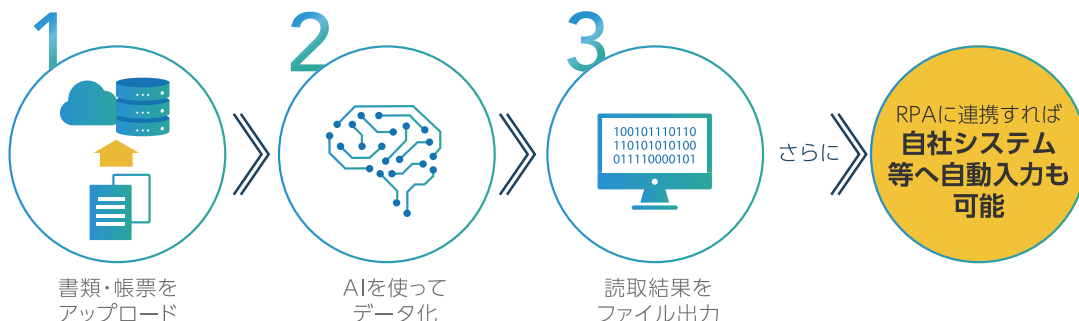 1
書類・帳票を
アップロード
2
AIを使って
データ化
3
100101110110
110101010100
011110000101
読取結果を
ファイル出力
さらに
RPAに連携すれば
自社システム
等へ自動入力も
可能